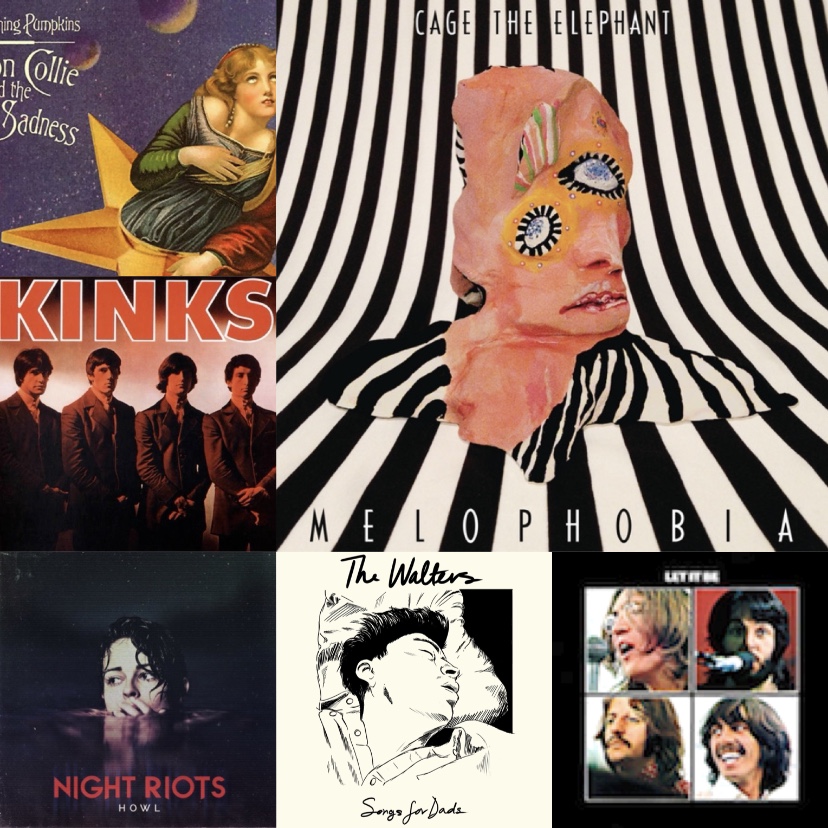 hing Pumpkins
on Collie
d the
Sadness
CAGE THE ELEPHANT
MELOPHOBIA
KINKS
NIGHT RIOTS
HOWL
The Walters
Songs for Dads
LET IT BE